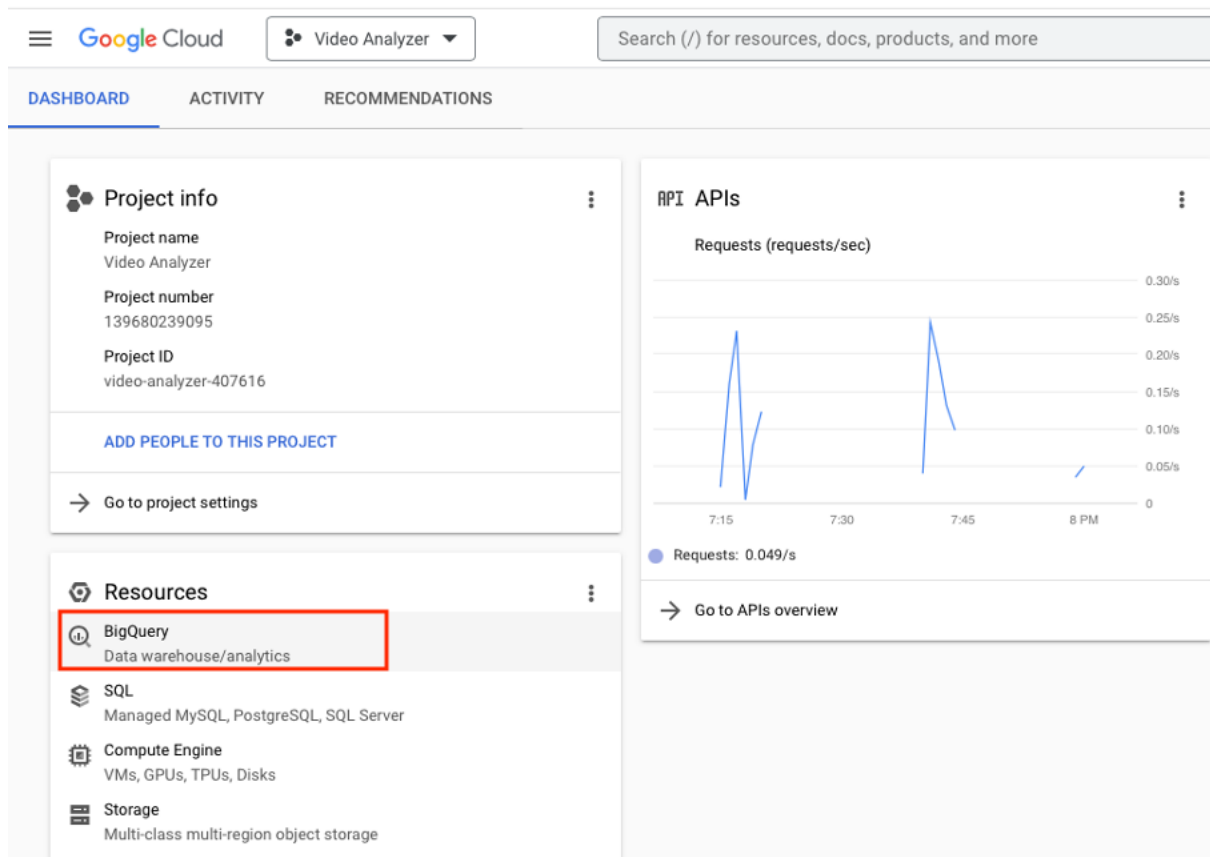 Google Cloud
Video Analyzer
Search (/) for resources, docs, products, and more
DASHBOARD
ACTIVITY
RECOMMENDATIONS
Project info
Project name
Video Analyzer
Project number
139680239095
Project ID
video-analyzer-407616
ADD PEOPLE TO THIS PROJECT
Go to project settings
Resources
BigQuery
Data warehouse/analytics
SQL
Managed MySQL, PostgreSQL, SQL Server
Compute Engine
VMs, GPUs, TPUs, Disks
Storage
Multi-class multi-region object storage
API APIs
Requests (requests/sec)
0.30/s
0.25/s
0.20/s
0.15/s
0.10/s
0.05/s
0
7:15 7:30 7:45 8 PM
Requests: 0.049/s
Go to APIs overview